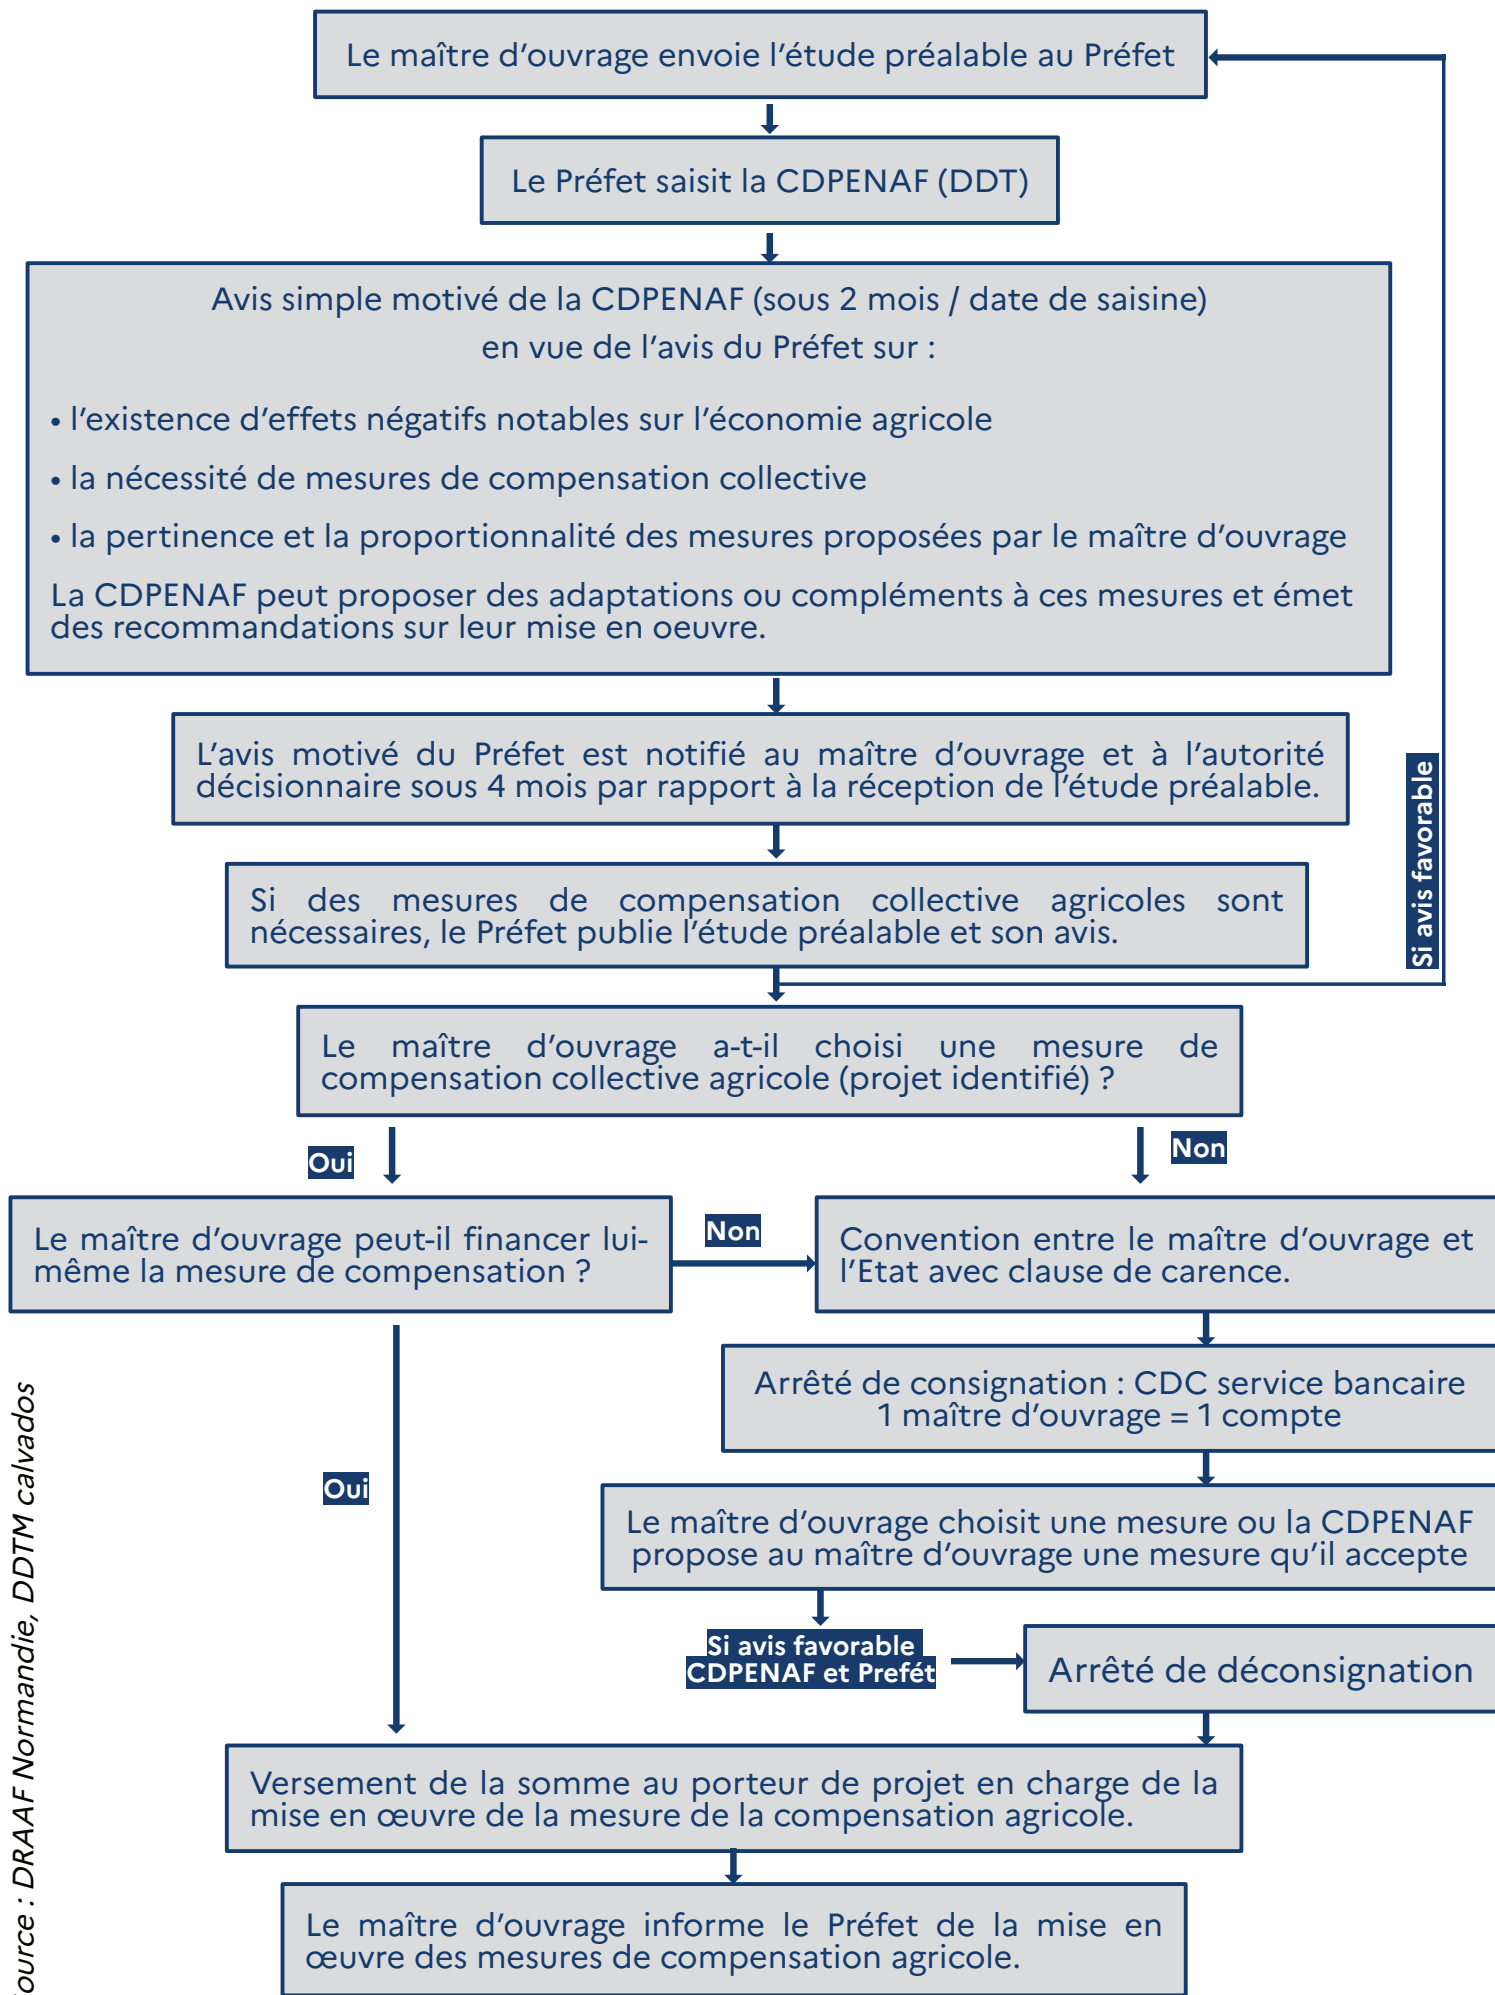 Le maître d'ouvrage envoie l'étude préalable au Préfet
Le Préfet saisit la CDPENAF (DDT)
Avis simple motivé de la CDPENAF (sous 2 mois / date de saisine)
en vue de l'avis du Préfet sur :
• l'existence d'effets négatifs notables sur l'économie agricole
• la nécessité de mesures de compensation collective
• la pertinence et la proportionnalité des mesures proposées par le maître d'ouvrage
La CDPENAF peut proposer des adaptations ou compléments à ces mesures et émet
des recommandations sur leur mise en oeuvre.
L'avis motivé du Préfet est notifié au maître d'ouvrage et à l'autorité
décisionnaire sous 4 mois par rapport à la réception de l'étude préalable.
Si avis favorable
Si des mesures de compensation collective agricoles sont
nécessaires, le Préfet publie l'étude préalable et son avis.
Le maître d'ouvrage a-t-il choisi une mesure de
compensation collective agricole (projet identifié) ?
Oui
Non
Le maître d'ouvrage peut-il financer lui-
même la mesure de compensation ?
Non
Convention entre le maître d'ouvrage et
l'Etat avec clause de carence.
Arrêté de consignation : CDC service bancaire
1 maître d'ouvrage = 1 compte
Oui
Le maître d'ouvrage choisit une mesure ou la CDPENAF
propose au maître d'ouvrage une mesure qu'il accepte
Si avis favorable
CDPENAF et Prefét
Arrêté de déconsignation
Versement de la somme au porteur de projet en charge de la
mise en œuvre de la mesure de la compensation agricole.
Le maître d'ouvrage informe le Préfet de la mise en
œuvre des mesures de compensation agricole.
ource : DRAAF Normandie, DDTM calvados